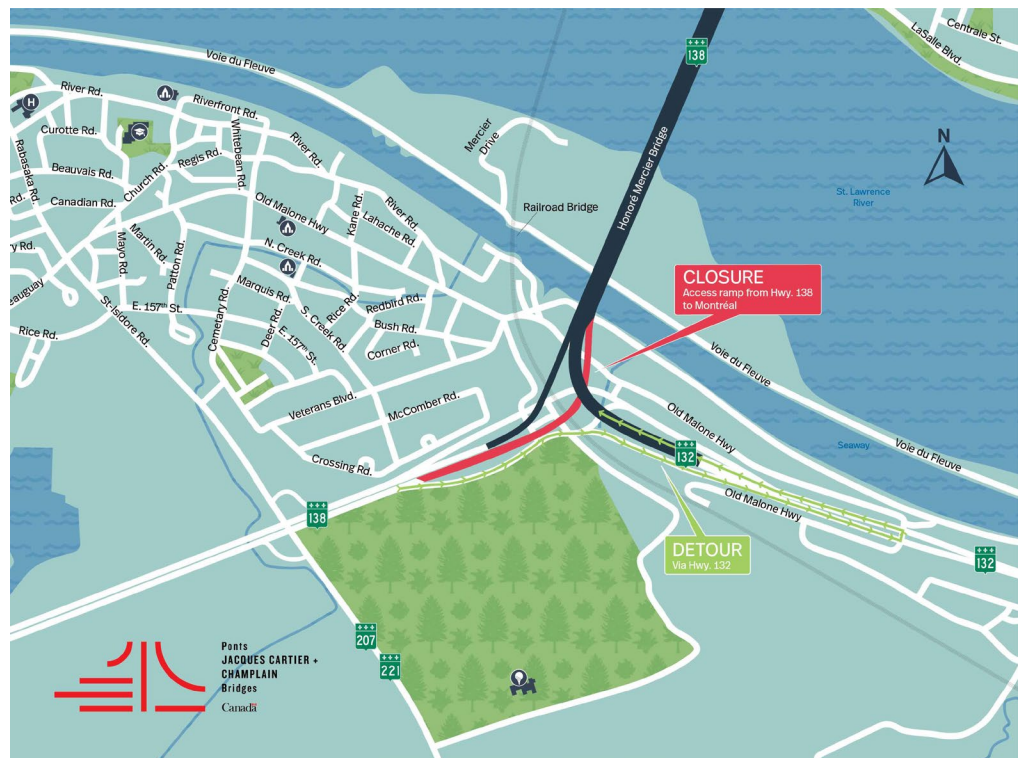 Centrale St.
LaSalle Blvd.
138
Voie du Fleuve
River Rd.
H
Riverfront Rd.
Curotte Rd.
Whitebean Rd.
River Rd.
Mercier
Drive
N
Rabasaka Rd.
Regis Rd.
Church Rd.
Beauvais Rd.
Honoré Mercier Bridge
St. Lawrence
River
Rd.
Canadian Rd.
Old Malone Hwy
Kane Rd.
River Rd.
Lahache Rd.
Railroad Bridge
ry Rd.
Mayo Rd.
Martin Rd.
Patton Rd.
N. Creek Rd.
CLOSURE
Access ramp from Hwy. 138
to Montréal
eauguay
Marquis Rd.
S. Creek Rd.
Rice Rd.
Redbird Rd.
E. 157th St.
St-Isidore Rd.
Cemetary Rd.
Deer Rd.
E. 157th St.
Bush Rd.
Corner Rd.
Rice Rd.
Voie du Fleuve
Veterans Blvd.
McComber Rd.
Old Malone Hwy
Seaway
Voie du Fleuve
Crossing Rd.
132
Old Malone Hwy
138
DETOUR
Via Hwy. 132
132
207
221
Ponts
JACQUES CARTIER +
CHAMPLAIN
Bridges
Canada